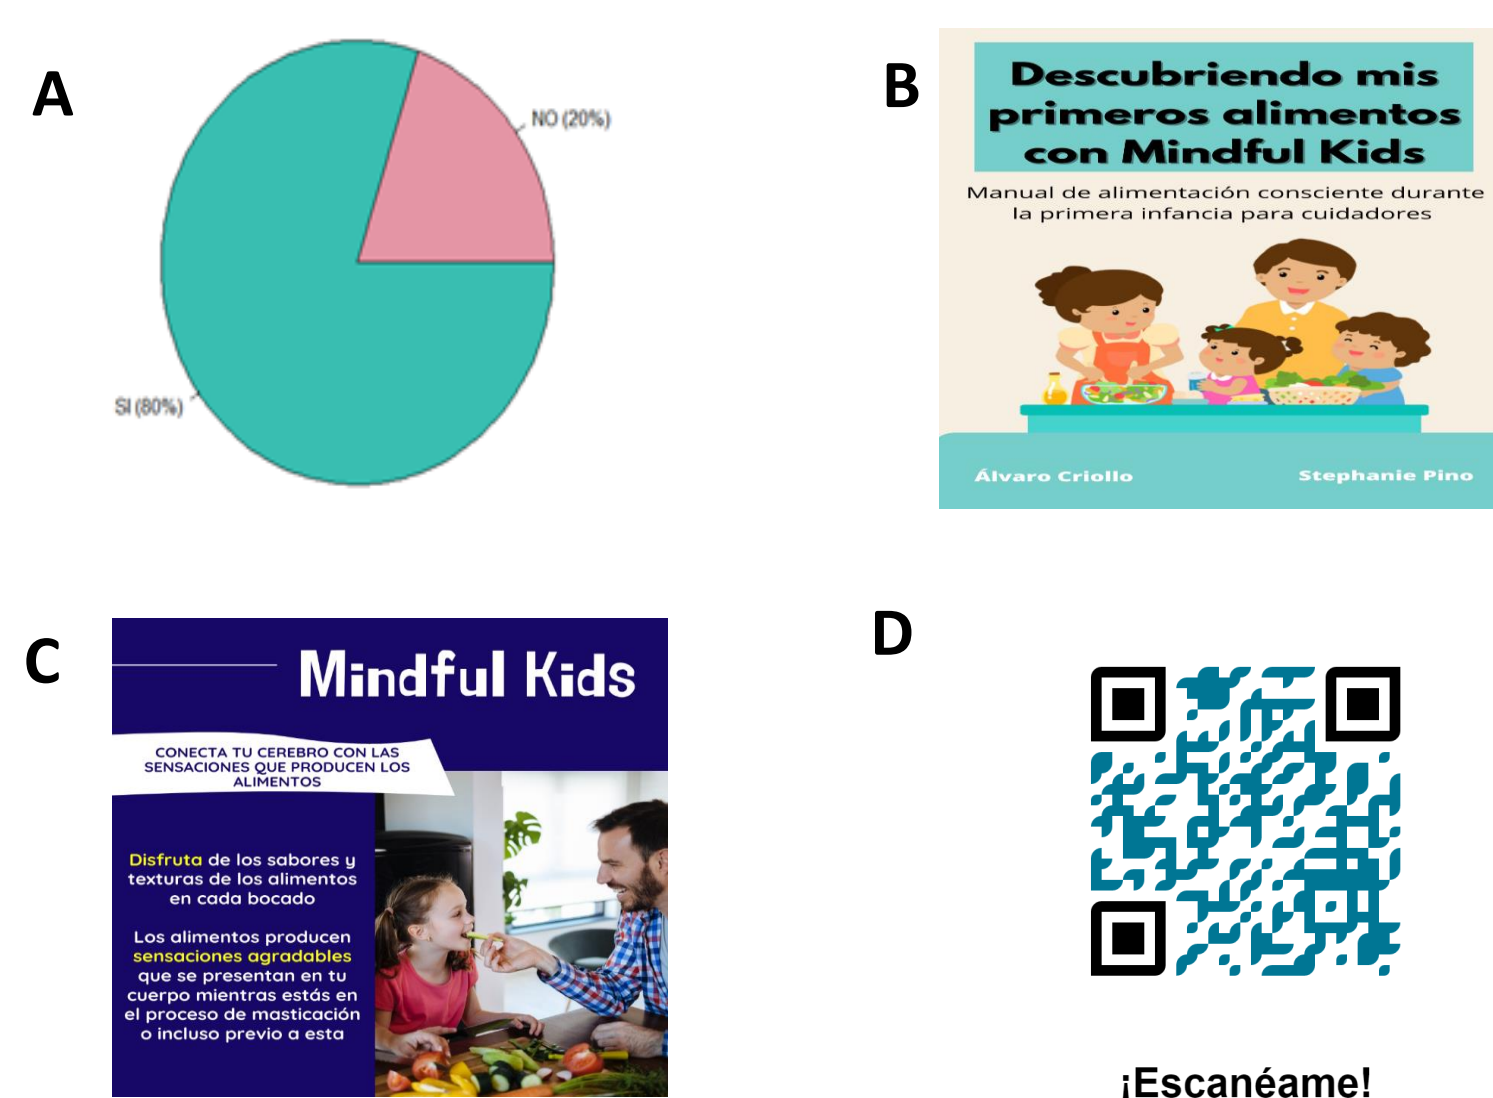 A
NO (20%)
SI (80%)
B
Descubriendo mis
primeros alimentos
con Mindful Kids
Manual de alimentación consciente durante
la primera infancia para cuidadores
Álvaro Criollo
Stephanie Pino
C
Mindful Kids
CONECTA TU CEREBRO CON LAS
SENSACIONES QUE PRODUCEN LOS
ALIMENTOS
Disfruta de los sabores y
texturas de los alimentos
en cada bocado
Los alimentos producen
sensaciones agradables
que se presentan en tu
cuerpo mientras estás en
el proceso de masticación
o incluso previo a esta
D
¡Escanéame!